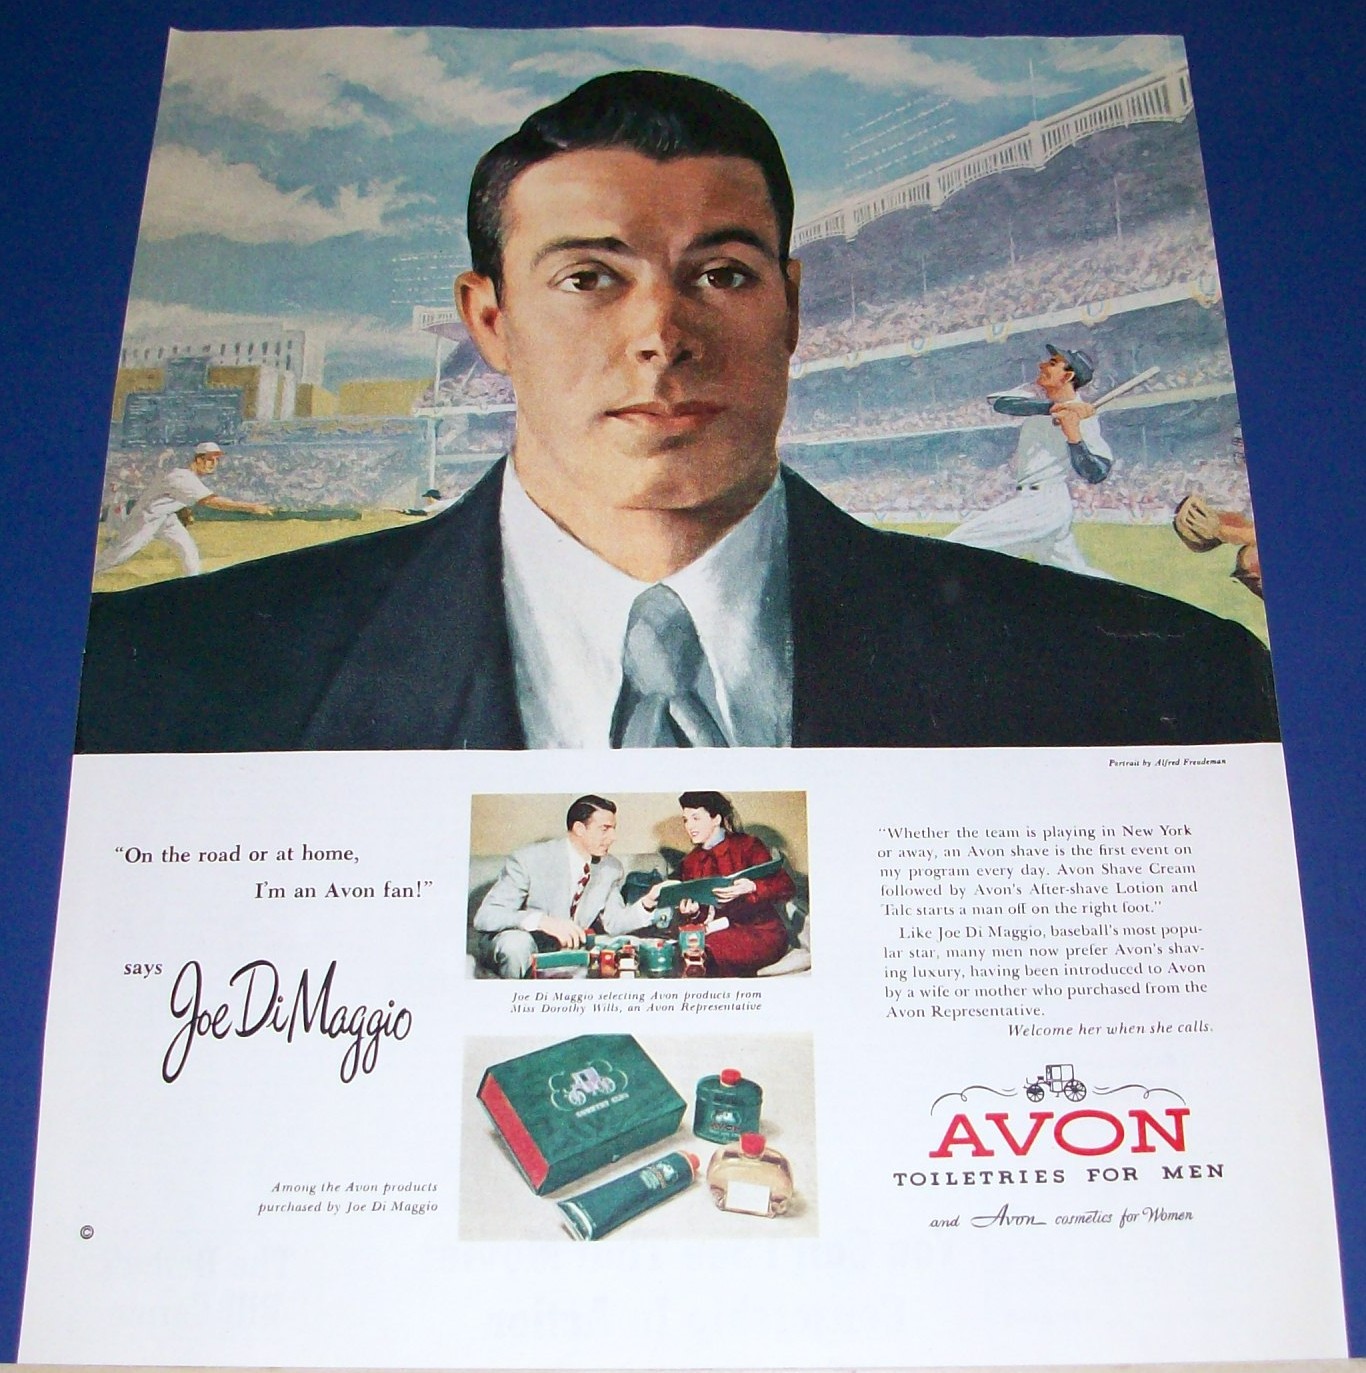 Portrait by Alfred Freudeman
“On the road or at home,
I'm an Avon fan!”
says
Joe Di Maggio
Joe Di Maggio selecting Avon products from
Miss Dorothy Wills, an Avon Representative
COUNTRY CLUB
Among the Avon products
purchased by Joe Di Maggio
©
“Whether the team is playing in New York
or away, an Avon shave is the first event on
my program every day. Avon Shave Cream
followed by Avon's After-shave Lotion and
Talc starts a man off on the right foot.”
Like Joe Di Maggio, baseball's most popu-
lar star, many men now prefer Avon's shav-
ing luxury, having been introduced to Avon
by a wife or mother who purchased from the
Avon Representative.
Welcome her when she calls.
AVON
TOILETRIES FOR MEN
and Avon cosmetics for Women